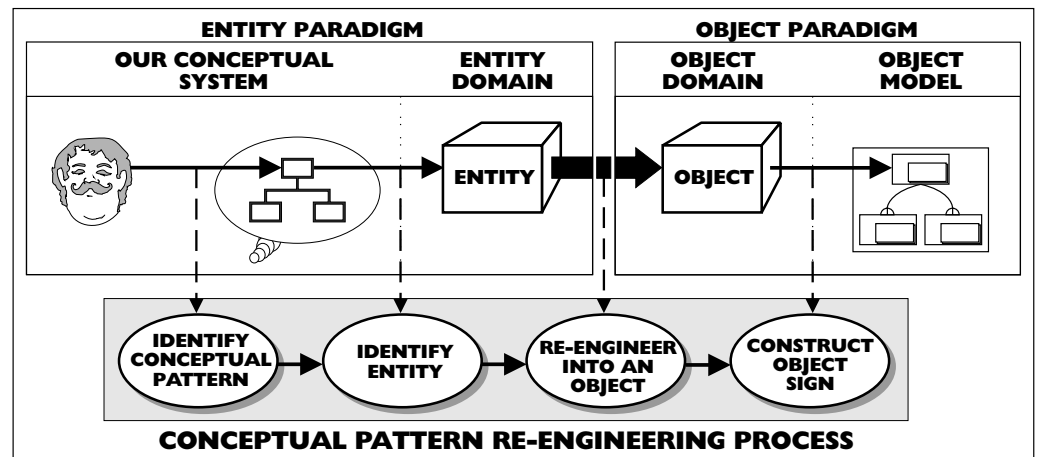 ENTITY PARADIGM
OBJECT PARADIGM
OUR CONCEPTUAL
SYSTEM
ENTITY
DOMAIN
OBJECT
DOMAIN
OBJECT
MODEL
ENTITY
OBJECT
IDENTIFY
CONCEPTUAL
PATTERN
IDENTIFY
ENTITY
RE-ENGINEER
INTO AN
OBJECT
CONSTRUCT
OBJECT
SIGN
CONCEPTUAL PATTERN RE-ENGINEERING PROCESS